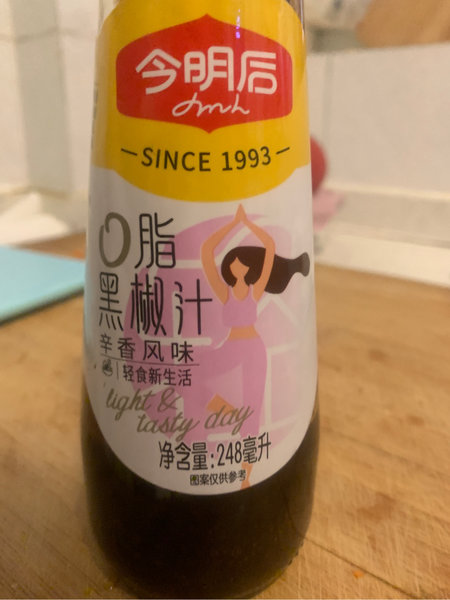 今明后
jmh
—SINCE 1993—
0脂
黑椒汁
辛香风味
轻食新生活
light &
tasty day
净含量:248毫升
图案仅供参考